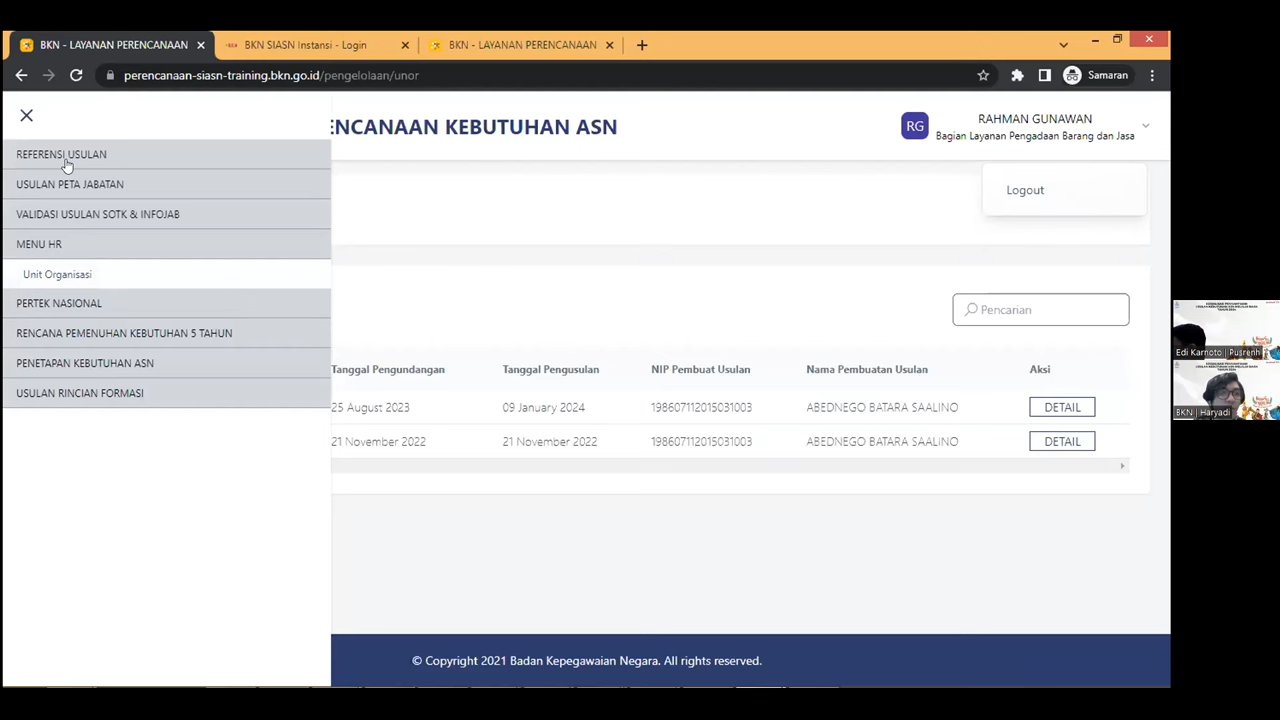 BKN - LAYANAN PERENCANAAN
BKN SIASN Instansi - Login
BKN - LAYANAN PERENCANAAN
perencanaan-siasn-training.bkn.go.id/pengelolaan/unor
Samaran
ENCANAAN KEBUTUHAN ASN
RG
RAHMAN GUNAWAN
Bagian Layanan Pengadaan Barang dan Jasa
Logout
REFERENSI USULAN
USULAN PETA JABATAN
VALIDASI USULAN SOTK & INFOJAB
MENU HR
Unit Organisasi
PERTEK NASIONAL
RENCANA PEMENUHAN KEBUTUHAN 5 TAHUN
PENETAPAN KEBUTUHAN ASN
USULAN RINCIAN FORMASI
Pencarian
Tanggal Pengundangan Tanggal Pengusulan NIP Pembuat Usulan Nama Pembuatan Usulan Aksi
25 August 2023 09 January 2024 198607112015031003 ABEDNEGO BATARA SAALINO DETAIL
21 November 2022 21 November 2022 198607112015031003 ABEDNEGO BATARA SAALINO DETAIL
© Copyright 2021 Badan Kepegawaian Negara. All rights reserved.
Edi Karnoto | Pusrenh
BKN | Haryadi